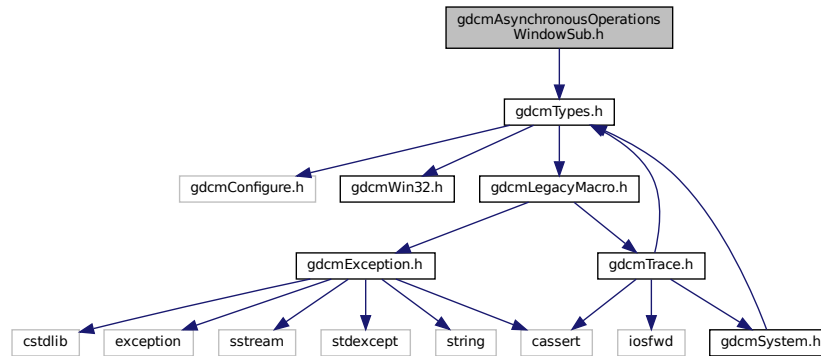 gdcmAsynchronousOperations
WindowSub.h
gdcmTypes.h
gdcmConfigure.h
gdcmWin32.h
gdcmLegacyMacro.h
gdcmException.h
gdcmTrace.h
cstdlib
exception
sstream
stdexcept
string
cassert
iosfwd
gdcmSystem.h